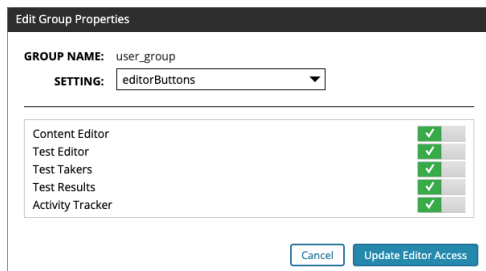 Edit Group Properties
GROUP NAME: user_group
SETTING: editorButtons
Content Editor
Test Editor
Test Takers
Test Results
Activity Tracker
Cancel Update Editor Access